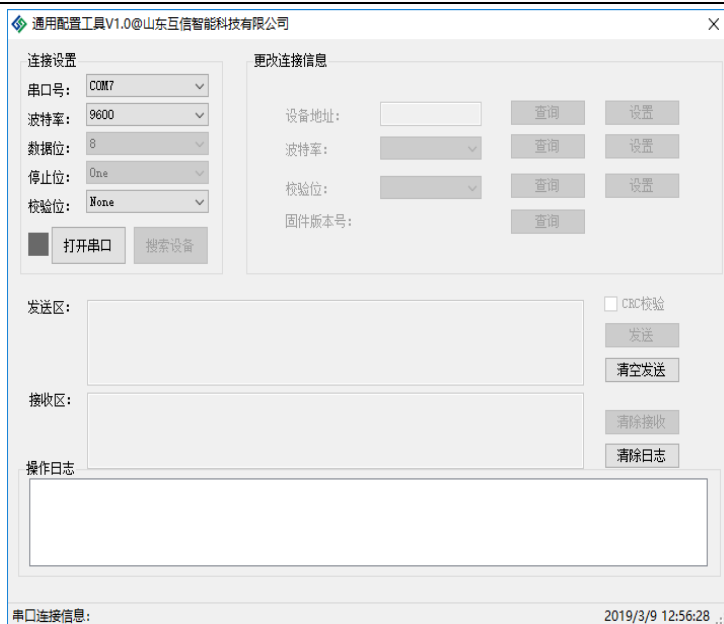 通用配置工具V1.0@山东互信智能科技有限公司
连接设置
串口号: COM7
波特率: 9600
数据位: 8
停止位: One
校验位: None
打开串口 搜索设备
更改连接信息
设备地址: 查询 设置
波特率: 查询 设置
校验位: 查询 设置
固件版本号: 查询
发送区:
CRC校验
发送
清空发送
接收区:
清除接收
清除日志
操作日志
串口连接信息: 2019/3/9 12:56:28